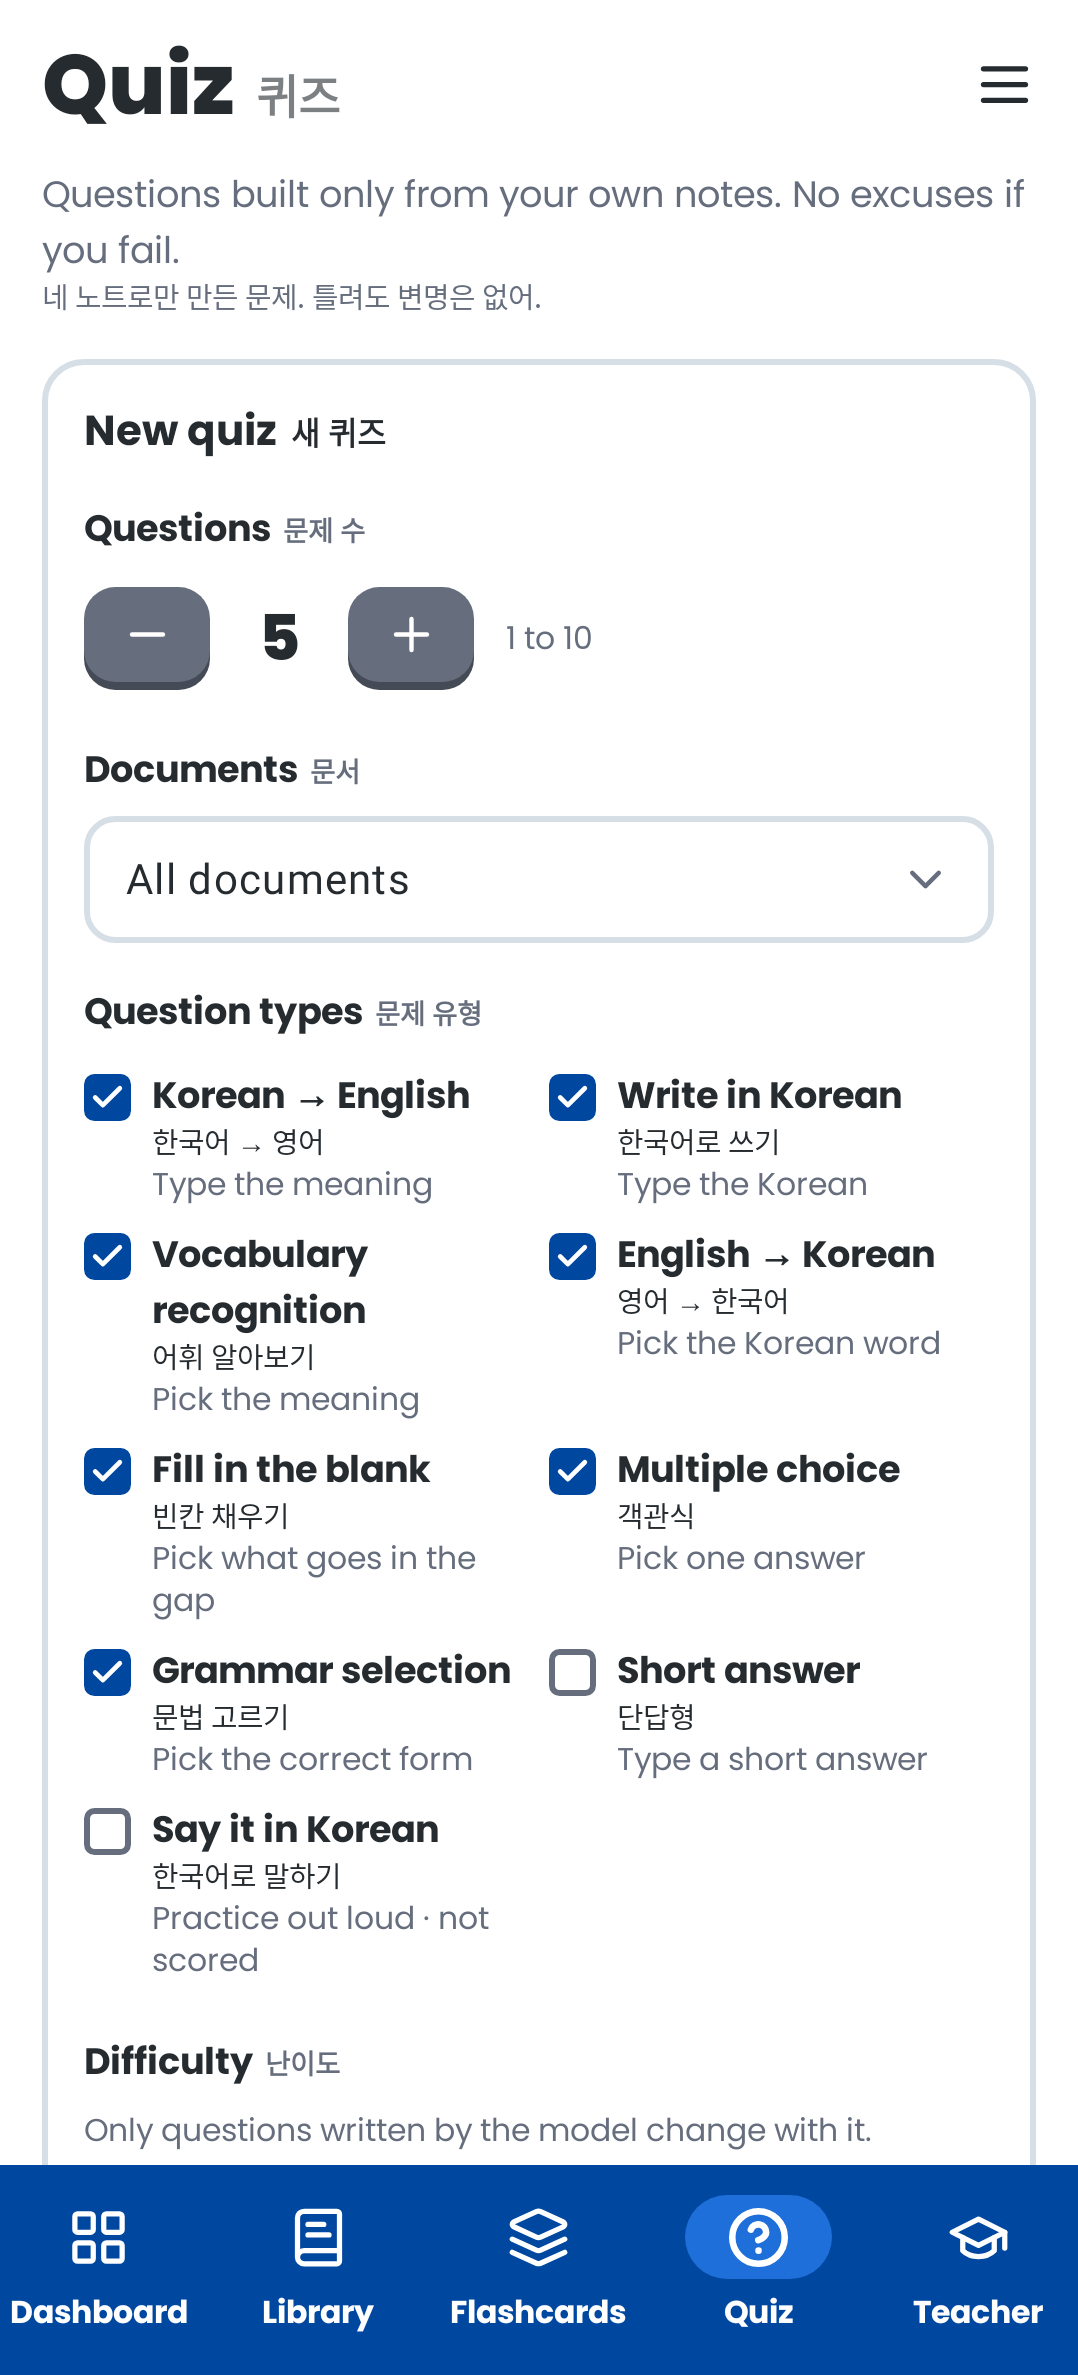 Quiz 퀴즈
Questions built only from your own notes. No excuses if
you fail.
네 노트로만 만든 문제. 틀려도 변명은 없어.
New quiz 새 퀴즈
Questions 문제 수
− 5 + 1 to 10
Documents 문서
All documents
Question types 문제 유형
Korean → English
한국어 → 영어
Type the meaning
Write in Korean
한국어로 쓰기
Type the Korean
Vocabulary
recognition
어휘 알아보기
Pick the meaning
English → Korean
영어 → 한국어
Pick the Korean word
Fill in the blank
빈칸 채우기
Pick what goes in the
gap
Multiple choice
객관식
Pick one answer
Grammar selection
문법 고르기
Pick the correct form
Short answer
단답형
Type a short answer
Say it in Korean
한국어로 말하기
Practice out loud · not
scored
Difficulty 난이도
Only questions written by the model change with it.
Dashboard Library Flashcards Quiz Teacher